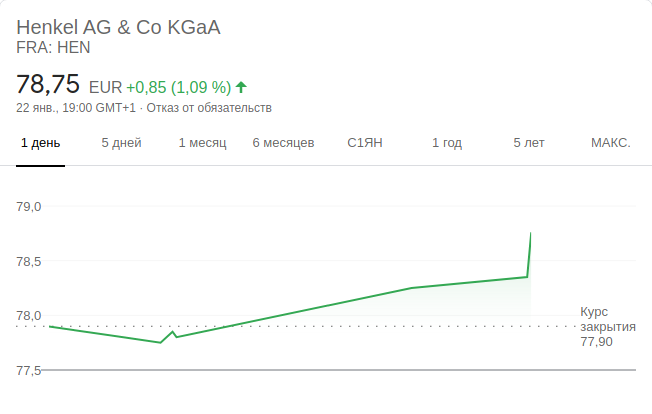 Henkel AG & Co KGaA
FRA: HEN
78,75 EUR +0,85 (1,09 %)
22 янв., 19:00 GMT+1 · Отказ от обязательств
1 день 5 дней 1 месяц 6 месяцев С1ЯН 1 год 5 лет МАКС.
79,0
78,5
78,0
77,5
Курс
закрытия
77,90